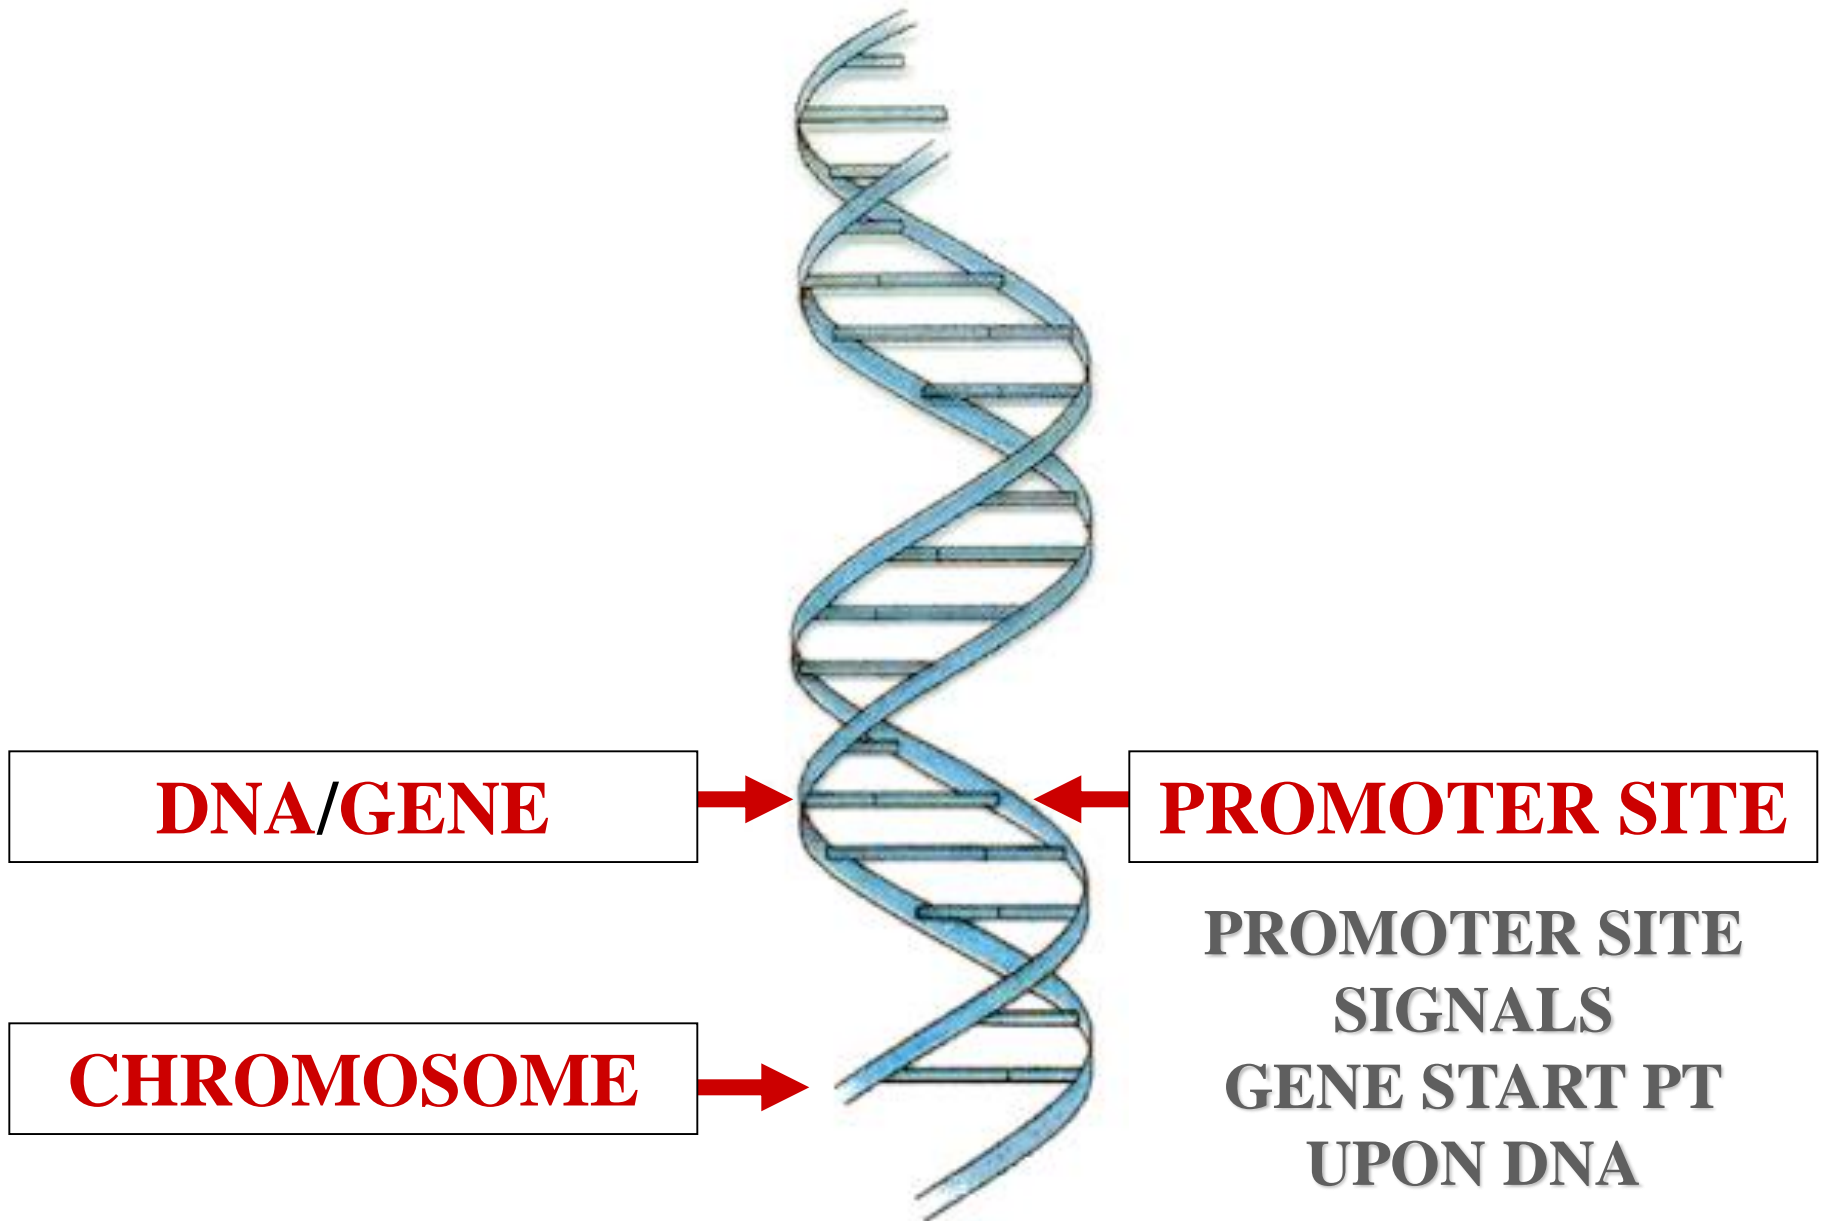 DNA/GENE
PROMOTER SITE
PROMOTER SITE
SIGNALS
GENE START PT
UPON DNA
CHROMOSOME